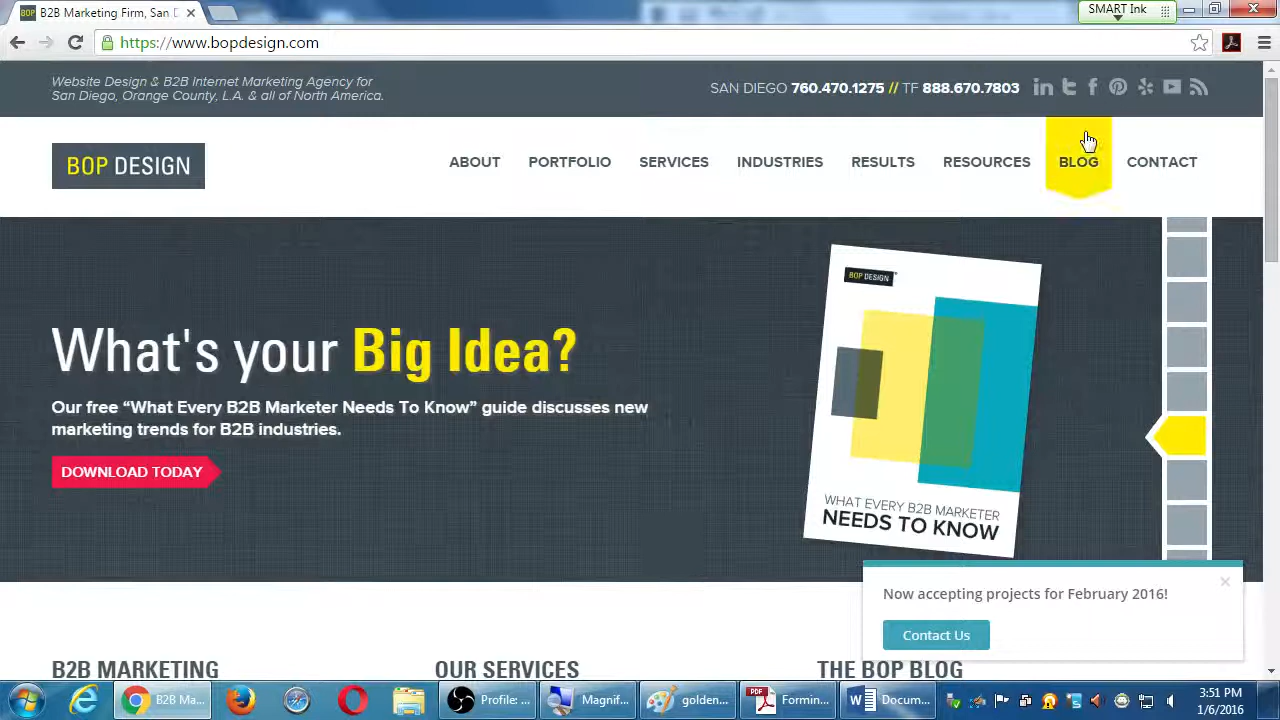 B2B Marketing Firm, San D
SMART Ink
https://www.bopdesign.com
Website Design & B2B Internet Marketing Agency for
San Diego, Orange County, L.A. & all of North America.
SAN DIEGO 760.470.1275 // TF 888.670.7803
BOP DESIGN
ABOUT PORTFOLIO SERVICES INDUSTRIES RESULTS RESOURCES BLOG CONTACT
What's your Big Idea?
Our free “What Every B2B Marketer Needs To Know” guide discusses new
marketing trends for B2B industries.
DOWNLOAD TODAY
BOP DESIGN
WHAT EVERY B2B MARKETER
NEEDS TO KNOW
Now accepting projects for February 2016!
Contact Us
B2B MARKETING OUR SERVICES THE BOP BLOG
B2B Ma...
Profile: ...
Magnif...
golden...
Formin...
Docum...
3:51 PM
1/6/2016